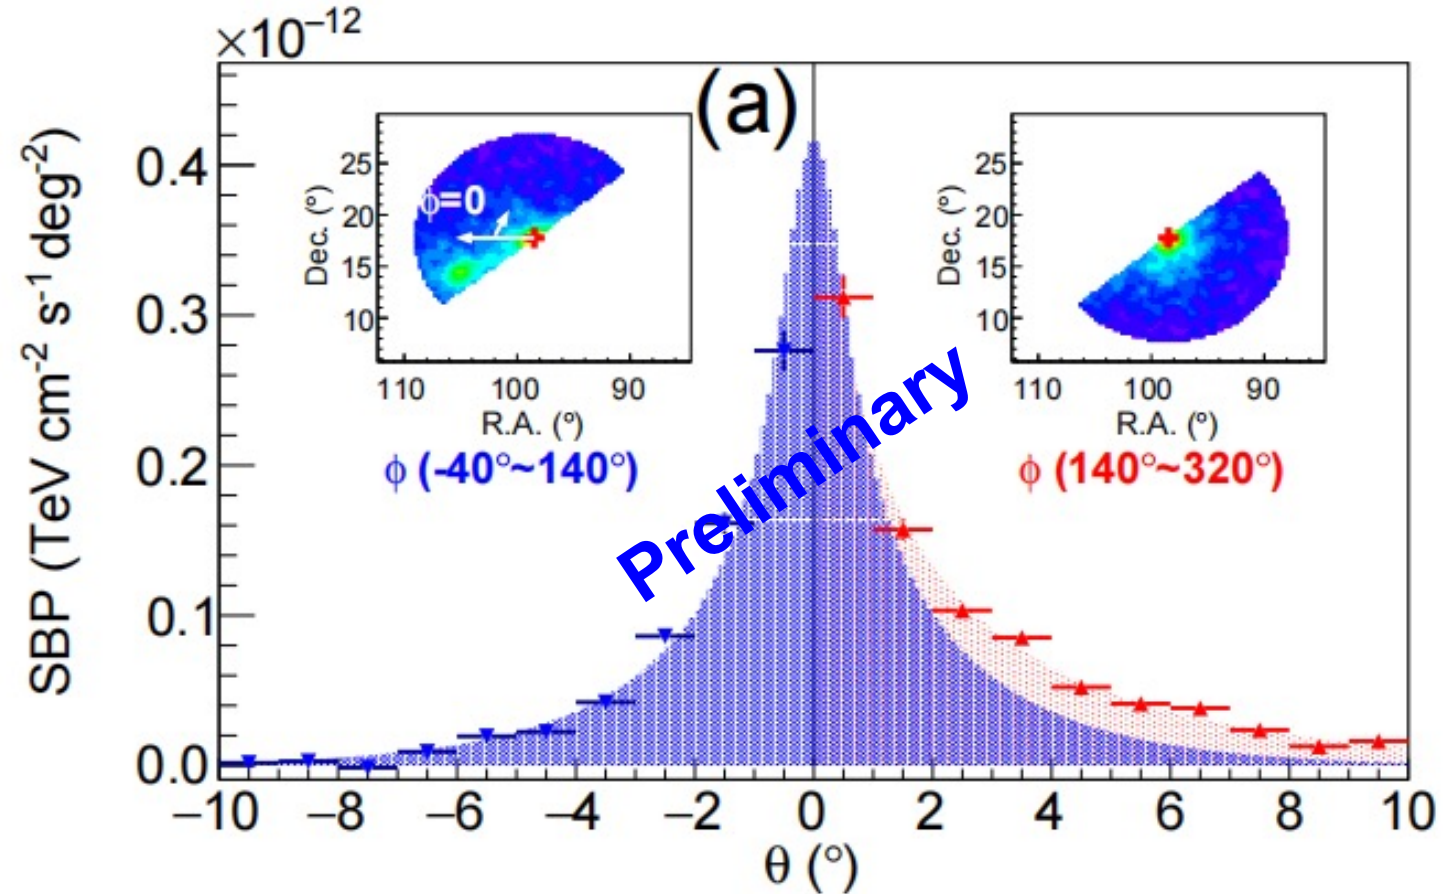 ×10⁻¹²
(a)
SBP (TeV cm⁻² s⁻¹ deg⁻²)
0.4
0.3
0.2
0.1
0.0
25
20
15
10
Dec. (°)
ϕ=0
110 100 90
R.A. (°)
ϕ (-40°~140°)
25
20
15
10
Dec. (°)
110 100 90
R.A. (°)
ϕ (140°~320°)
Preliminary
−10 −8 −6 −4 −2 0 2 4 6 8 10
θ (°)